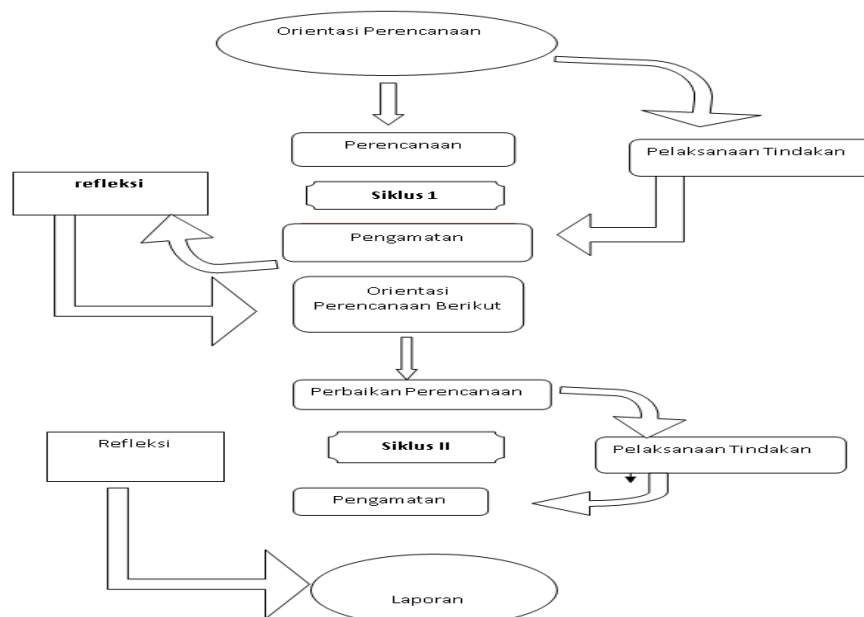 Orientasi Perencanaan
Perencanaan
Pelaksanaan Tindakan
refleksi
Siklus 1
Pengamatan
Orientasi
Perencanaan Berikut
Perbaikan Perencanaan
Refleksi
Siklus II
Pelaksanaan Tindakan
Pengamatan
Laporan